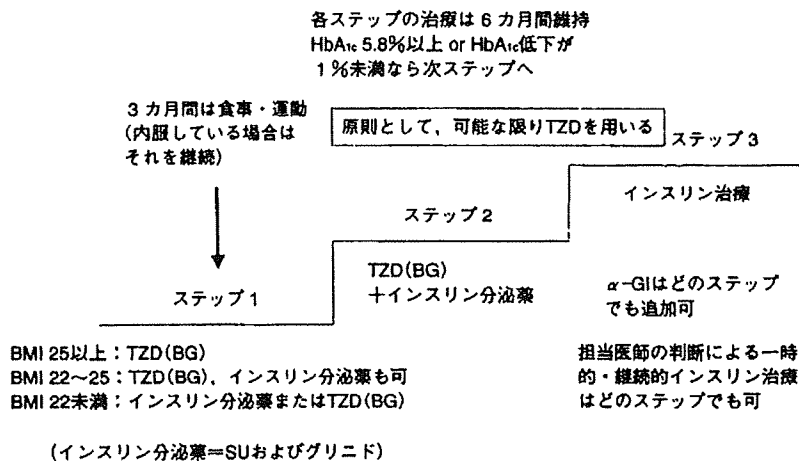 各ステップの治療は6カ月間維持
HbA1c 5.8%以上 or HbA1c低下が
1%未満なら次ステップへ
3カ月間は食事・運動
(内服している場合は
それを継続)
原則として，可能な限りTZDを用いる
ステップ3
インスリン治療
ステップ2
TZD(BG)
＋インスリン分泌薬
α-GIはどのステップ
でも追加可
ステップ1
BMI 25以上：TZD(BG)
BMI 22〜25：TZD(BG)，インスリン分泌薬も可
BMI 22未満：インスリン分泌薬またはTZD(BG)
担当医師の判断による一時
的・継続的インスリン治療
はどのステップでも可
(インスリン分泌薬＝SUおよびグリニド)